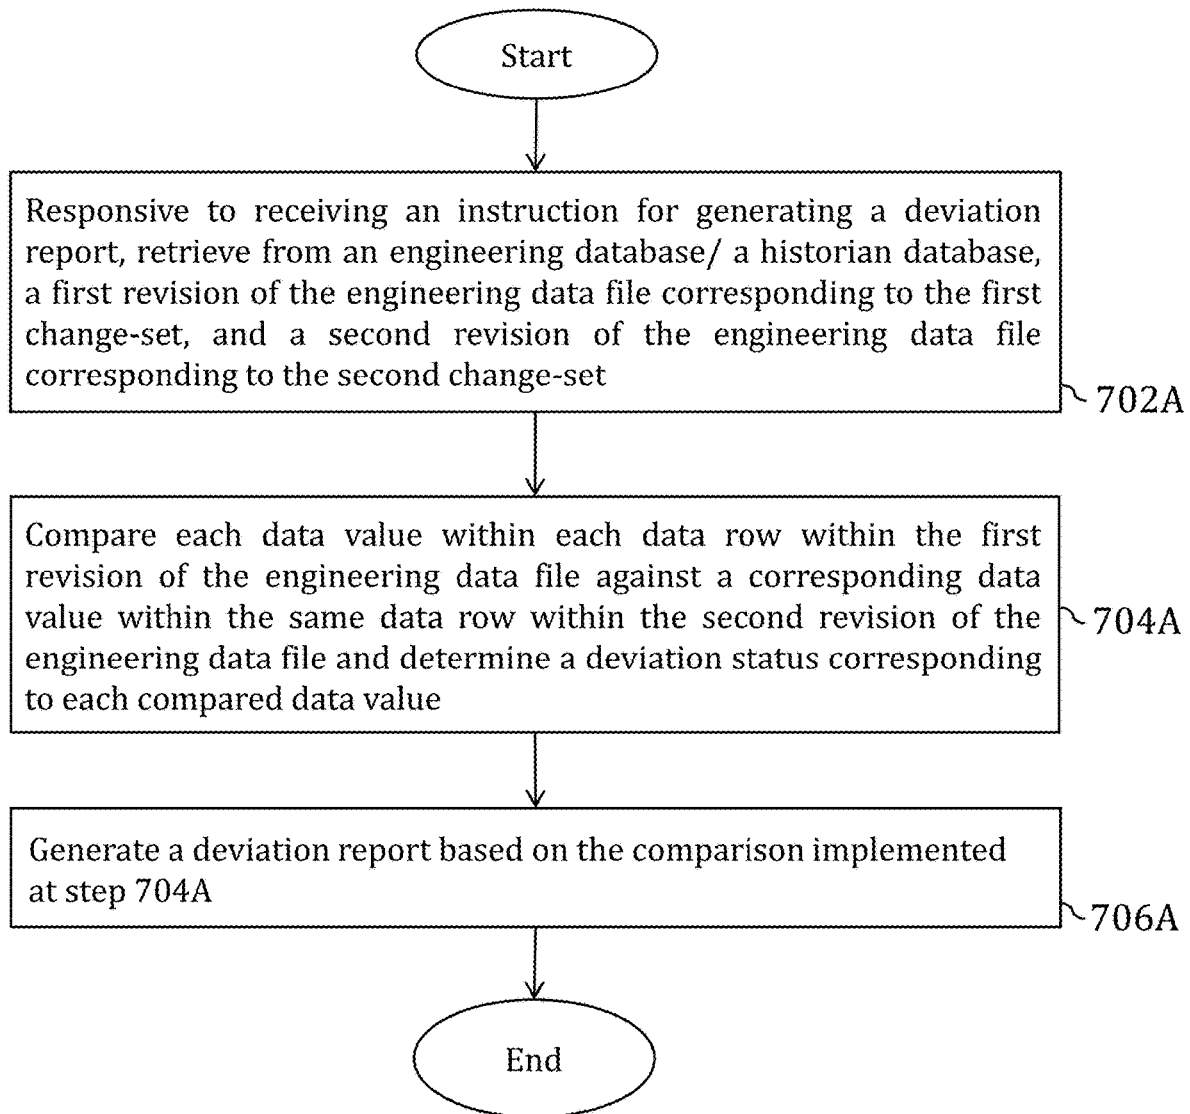 Start
Responsive to receiving an instruction for generating a deviation
report, retrieve from an engineering database/ a historian database,
a first revision of the engineering data file corresponding to the first
change-set, and a second revision of the engineering data file
corresponding to the second change-set
702A
Compare each data value within each data row within the first
revision of the engineering data file against a corresponding data
value within the same data row within the second revision of the
engineering data file and determine a deviation status corresponding
to each compared data value
704A
Generate a deviation report based on the comparison implemented
at step 704A
706A
End